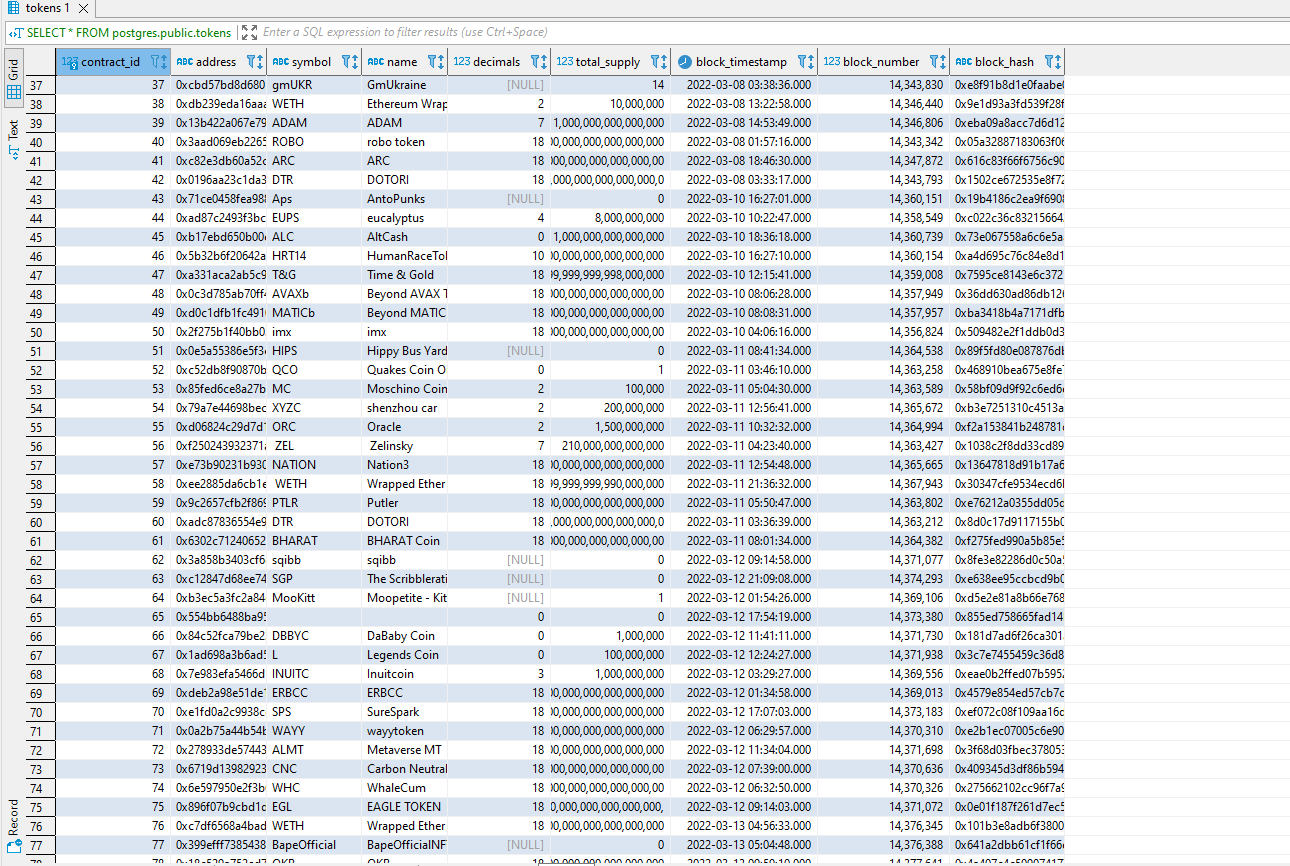 tokens 1
SELECT * FROM postgres.public.tokens Enter a SQL expression to filter results (use Ctrl+Space)
Grid
Text
Record
123 contract_id ABC address ABC symbol ABC name 123 decimals 123 total_supply block_timestamp 123 block_number ABC block_hash
37 37 0xcbd57bd8d680 gmUKR GmUkraine [NULL] 14 2022-03-08 03:38:36.000 14,343,830 0xe8f91b8d1e0faabe
38 38 0xdb239eda16aaa WETH Ethereum Wrap 2 10,000,000 2022-03-08 13:22:58.000 14,346,440 0x9e1d93a3fd539f28f
39 39 0x13b422a067e79 ADAM ADAM 7 1,000,000,000,000,000 2022-03-08 14:53:49.000 14,346,806 0xeba09a8acc7d6d12
40 40 0x3aad069eb2265 ROBO robo token 18 00,000,000,000,000,000 2022-03-08 01:57:16.000 14,343,342 0x05a32887183063f06
41 41 0xc82e3db60a52c ARC ARC 18 000,000,000,000,000,00 2022-03-08 18:46:30.000 14,347,872 0x616c83f66f6756c90
42 42 0x0196aa23c1da3 DTR DOTORI 18 ,000,000,000,000,000,0 2022-03-08 03:33:17.000 14,343,793 0x1502ce672535e8f72
43 43 0x71ce0458fea98 Aps AntoPunks [NULL] 0 2022-03-10 16:27:01.000 14,360,151 0x19b4186c2ea9f6908
44 44 0xad87c2493f3bc EUPS eucalyptus 4 8,000,000,000 2022-03-10 10:22:47.000 14,358,549 0xc022c36c83215664
45 45 0xb17ebd650b00 ALC AltCash 0 1,000,000,000,000,000 2022-03-10 18:36:18.000 14,360,739 0x73e067558a6c6e5a
46 46 0x5b32b6f20642a HRT14 HumanRaceTol 10 00,000,000,000,000,000 2022-03-10 16:27:10.000 14,360,154 0xa4d695c76c84e8d1
47 47 0xa331aca2ab5c9 T&G Time & Gold 18 99,999,999,998,000,000 2022-03-10 12:15:41.000 14,359,008 0x7595ce8143e6c372
48 48 0x0c3d785ab70ff AVAXb Beyond AVAX T 18 000,000,000,000,000,00 2022-03-10 08:06:28.000 14,357,949 0x36dd630ad86db12
49 49 0xd0c1dfb1fc491 MATICb Beyond MATIC 18 000,000,000,000,000,00 2022-03-10 08:08:31.000 14,357,957 0xba3418b4a7171dfb
50 50 0x2f275b1f40bb0 imx imx 18 000,000,000,000,000,00 2022-03-10 04:06:16.000 14,356,824 0x509482e2f1ddb0d3
51 51 0x0e5a55386e5f3 HIPS Hippy Bus Yard [NULL] 0 2022-03-11 08:41:34.000 14,364,538 0x89f5fd80e087876d
52 52 0xc52db8f90870b QCO Quakes Coin O 0 1 2022-03-11 03:46:10.000 14,363,258 0x468910bea675e8fe
53 53 0x85fed6ce8a27b MC Moschino Coin 2 100,000 2022-03-11 05:04:30.000 14,363,589 0x58bf09d9f92c6ed6
54 54 0x79a7e44698bec XYZC shenzhou car 2 200,000,000 2022-03-11 12:56:41.000 14,365,672 0xb3e7251310c4513a
55 55 0xd06824c29d7d ORC Oracle 2 1,500,000,000 2022-03-11 10:32:32.000 14,364,994 0xf2a153841b248781
56 56 0xf250243932371 ZEL Zelinsky 7 210,000,000,000,000 2022-03-11 04:23:40.000 14,363,427 0x1038c2f8dd33cd89
57 57 0xe73b90231b930 NATION Nation3 18 00,000,000,000,000,000 2022-03-11 12:54:48.000 14,365,665 0x13647818d91b17a6
58 58 0xee2885da6cb1e WETH Wrapped Ether 18 99,999,999,990,000,000 2022-03-11 21:36:32.000 14,367,943 0x30347cfe9534ecd6
59 59 0x9c2657cfb2f869 PTLR Putler 18 00,000,000,000,000,000 2022-03-11 05:50:47.000 14,363,802 0xe76212a0355dd05c
60 60 0xadc87836554e9 DTR DOTORI 18 ,000,000,000,000,000,0 2022-03-11 03:36:39.000 14,363,212 0x8d0c17d9117155b0
61 61 0x6302c71240652 BHARAT BHARAT Coin 18 000,000,000,000,000,00 2022-03-11 08:01:34.000 14,364,382 0xf275fed990a5b85e5
62 62 0x3a858b3403cf6 sqibb sqibb [NULL] 0 2022-03-12 09:14:58.000 14,371,077 0x8fe3e82286d0c50a
63 63 0xc12847d68ee74 SGP The Scribblerati [NULL] 0 2022-03-12 21:09:08.000 14,374,293 0xe638ee95ccbcd9b0
64 64 0xb3ec5a3fc2a84 MooKitt Moopetite - Kit [NULL] 1 2022-03-12 01:54:26.000 14,369,106 0xd5e2e81a8b66e768
65 65 0x554bb6488ba95 0 0 2022-03-12 17:54:19.000 14,373,380 0x855ed758665fad14
66 66 0x84c52fca79be2 DBBYC DaBaby Coin 0 1,000,000 2022-03-12 11:41:11.000 14,371,730 0x181d7ad6f26ca301
67 67 0x1ad698a3b6ad5 L Legends Coin 0 100,000,000 2022-03-12 12:24:27.000 14,371,938 0x3c7e7455459c36d8
68 68 0x7e983efa5466d INUITC Inuitcoin 3 1,000,000,000 2022-03-12 03:29:27.000 14,369,556 0xeae0b2ffed07b595
69 69 0xdeb2a98e51de ERBCC ERBCC 18 00,000,000,000,000,000 2022-03-12 01:34:58.000 14,369,013 0x4579e854ed57cb7c
70 70 0xe1fd0a2c9938c SPS SureSpark 18 00,000,000,000,000,000 2022-03-12 17:07:03.000 14,373,183 0xef072c08f109aa16c
71 71 0x0a2b75a44b54b WAYY wayytoken 18 000,000,000,000,000,00 2022-03-12 06:29:57.000 14,370,310 0xe2b1ec07005c6e90
72 72 0x278933de57443 ALMT Metaverse MT 18 000,000,000,000,000,00 2022-03-12 11:34:04.000 14,371,698 0x3f68d03fbec378053
73 73 0x6719d13982923 CNC Carbon Neutral 18 000,000,000,000,000,00 2022-03-12 07:39:00.000 14,370,636 0x409345d3df86b594
74 74 0x6e597950e2f3b WHC WhaleCum 18 000,000,000,000,000,00 2022-03-12 06:32:50.000 14,370,326 0x275662102cc96f7a9
75 75 0x896f07b9cbd1c EGL EAGLE TOKEN 18 0,000,000,000,000,000, 2022-03-12 09:14:03.000 14,371,072 0x0e01f187f261d7ec5
76 76 0xc7df6568a4bad WETH Wrapped Ether 18 00,000,000,000,000,000 2022-03-13 04:56:33.000 14,376,345 0x101b3e8adb6f3800
77 77 0x399efff7385438 BapeOfficial BapeOfficialNF [NULL] 0 2022-03-13 05:04:48.000 14,376,388 0x641a2dbb61cf1f66